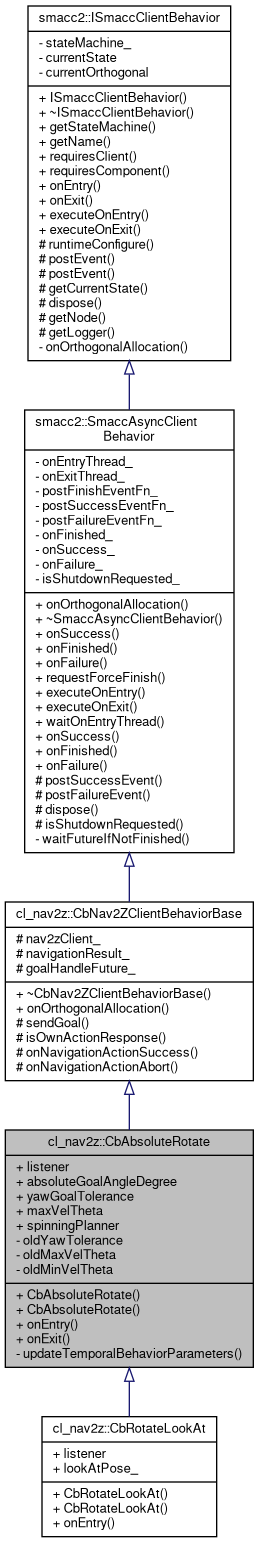 smacc2::ISmaccClientBehavior
- stateMachine_
- currentState
- currentOrthogonal
+ ISmaccClientBehavior()
+ ~ISmaccClientBehavior()
+ getStateMachine()
+ getName()
+ requiresClient()
+ requiresComponent()
+ onEntry()
+ onExit()
+ executeOnEntry()
+ executeOnExit()
# runtimeConfigure()
# postEvent()
# postEvent()
# getCurrentState()
# dispose()
# getNode()
# getLogger()
- onOrthogonalAllocation()
smacc2::SmaccAsyncClient
Behavior
- onEntryThread_
- onExitThread_
- postFinishEventFn_
- postSuccessEventFn_
- postFailureEventFn_
- onFinished_
- onSuccess_
- onFailure_
- isShutdownRequested_
+ onOrthogonalAllocation()
+ ~SmaccAsyncClientBehavior()
+ onSuccess()
+ onFinished()
+ onFailure()
+ requestForceFinish()
+ executeOnEntry()
+ executeOnExit()
+ waitOnEntryThread()
+ onSuccess()
+ onFinished()
+ onFailure()
# postSuccessEvent()
# postFailureEvent()
# dispose()
# isShutdownRequested()
- waitFutureIfNotFinished()
cl_nav2z::CbNav2ZClientBehaviorBase
# nav2zClient_
# navigationResult_
# goalHandleFuture_
+ ~CbNav2ZClientBehaviorBase()
+ onOrthogonalAllocation()
# sendGoal()
# isOwnActionResponse()
# onNavigationActionSuccess()
# onNavigationActionAbort()
cl_nav2z::CbAbsoluteRotate
+ listener
+ absoluteGoalAngleDegree
+ yawGoalTolerance
+ maxVelTheta
+ spinningPlanner
- oldYawTolerance
- oldMaxVelTheta
- oldMinVelTheta
+ CbAbsoluteRotate()
+ CbAbsoluteRotate()
+ onEntry()
+ onExit()
- updateTemporalBehaviorParameters()
cl_nav2z::CbRotateLookAt
+ listener
+ lookAtPose_
+ CbRotateLookAt()
+ CbRotateLookAt()
+ onEntry()